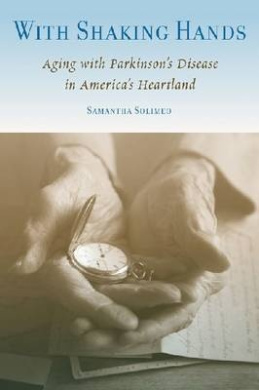 With Shaking Hands
Aging with Parkinson's Disease
in America's Heartland
Samantha Solimeo